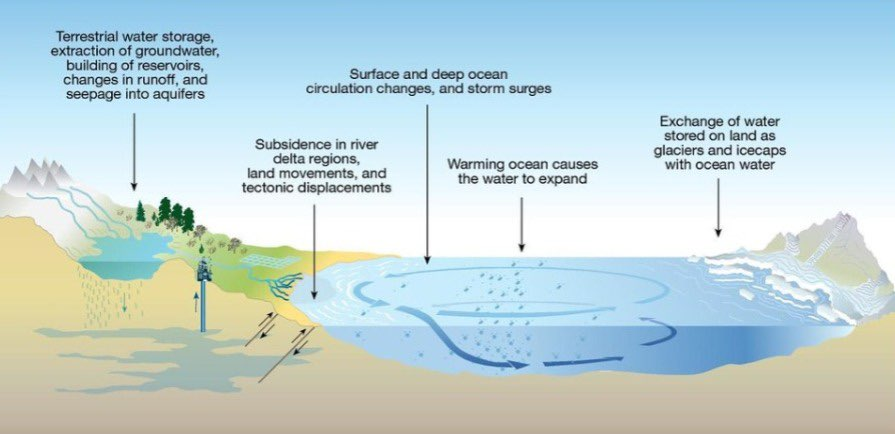 Terrestrial water storage,
extraction of groundwater,
building of reservoirs,
changes in runoff, and
seepage into aquifers
Surface and deep ocean
circulation changes, and storm surges
Subsidence in river
delta regions,
land movements, and
tectonic displacements
Warming ocean causes
the water to expand
Exchange of water
stored on land as
glaciers and icecaps
with ocean water